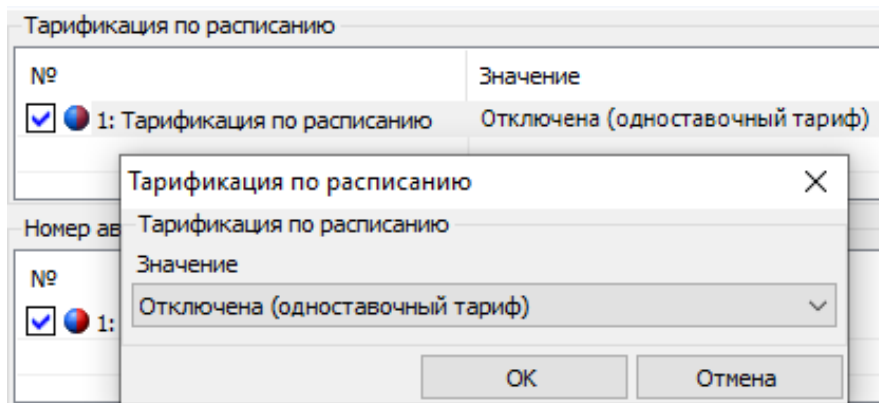 Тарификация по расписанию
№ Значение
1: Тарификация по расписанию Отключена (одноставочный тариф)
Тарификация по расписанию
Номер ав
Тарификация по расписанию
Значение
№
Отключена (одноставочный тариф)
1:
OK Отмена